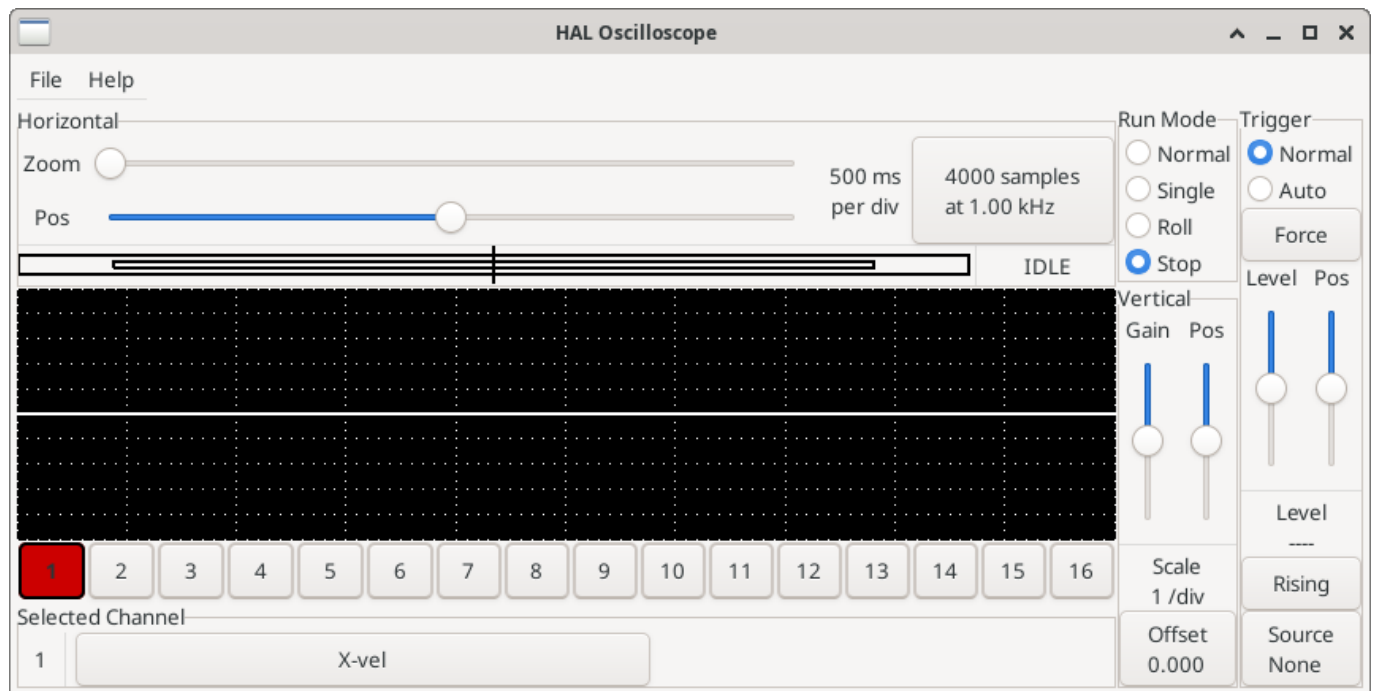 HAL Oscilloscope
File Help
Horizontal
Zoom
Pos
500 ms
per div
4000 samples
at 1.00 kHz
IDLE
Run Mode
Normal
Single
Roll
Stop
Trigger
Normal
Auto
Force
Level Pos
Vertical
Gain Pos
1 2 3 4 5 6 7 8 9 10 11 12 13 14 15 16
Selected Channel
1 X-vel
Scale
1 /div
Offset
0.000
Level
----
Rising
Source
None